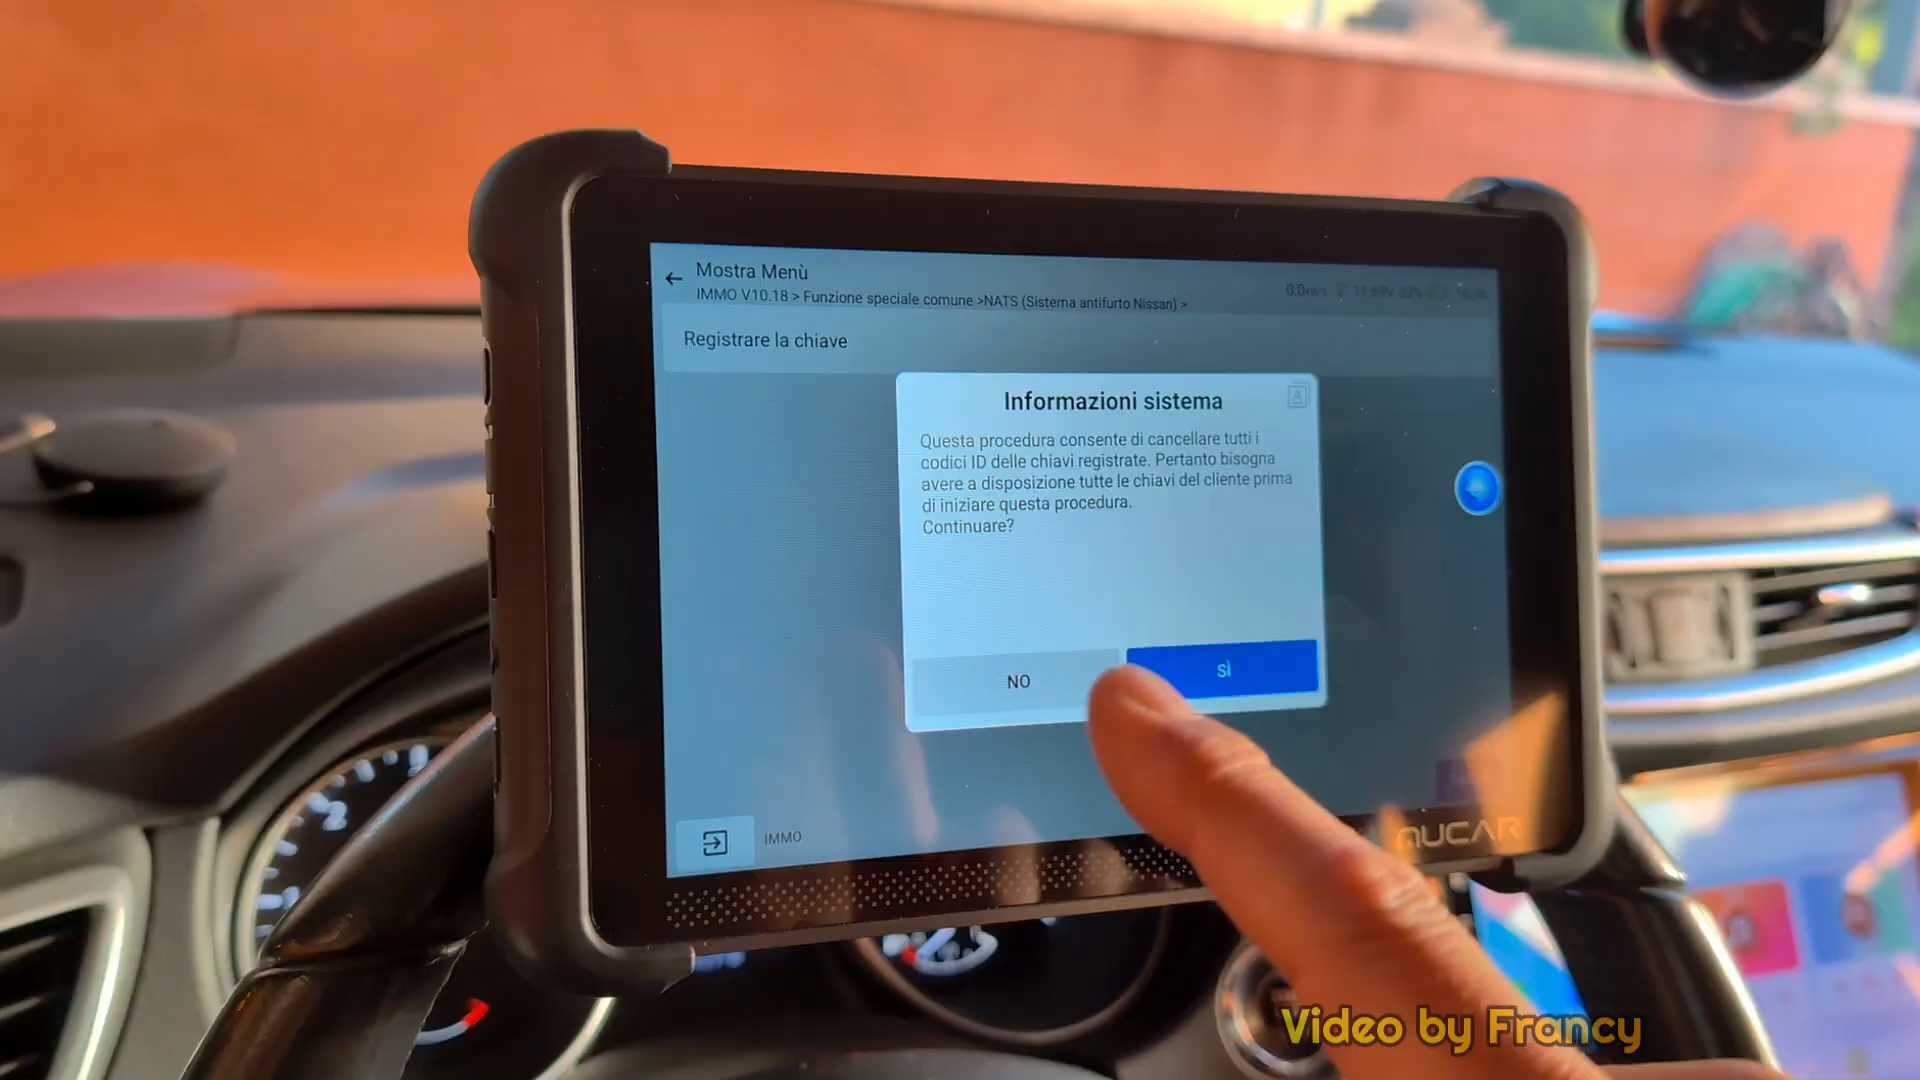 Mostra Menù
IMMO V10.18 > Funzione speciale comune >NATS (Sistema antifurto Nissan) >
Registrare la chiave
Informazioni sistema
Questa procedura consente di cancellare tutti i
codici ID delle chiavi registrate. Pertanto bisogna
avere a disposizione tutte le chiavi del cliente prima
di iniziare questa procedura.
Continuare?
NO
SÌ
IMMO
MUCAR
2
Video by Francy